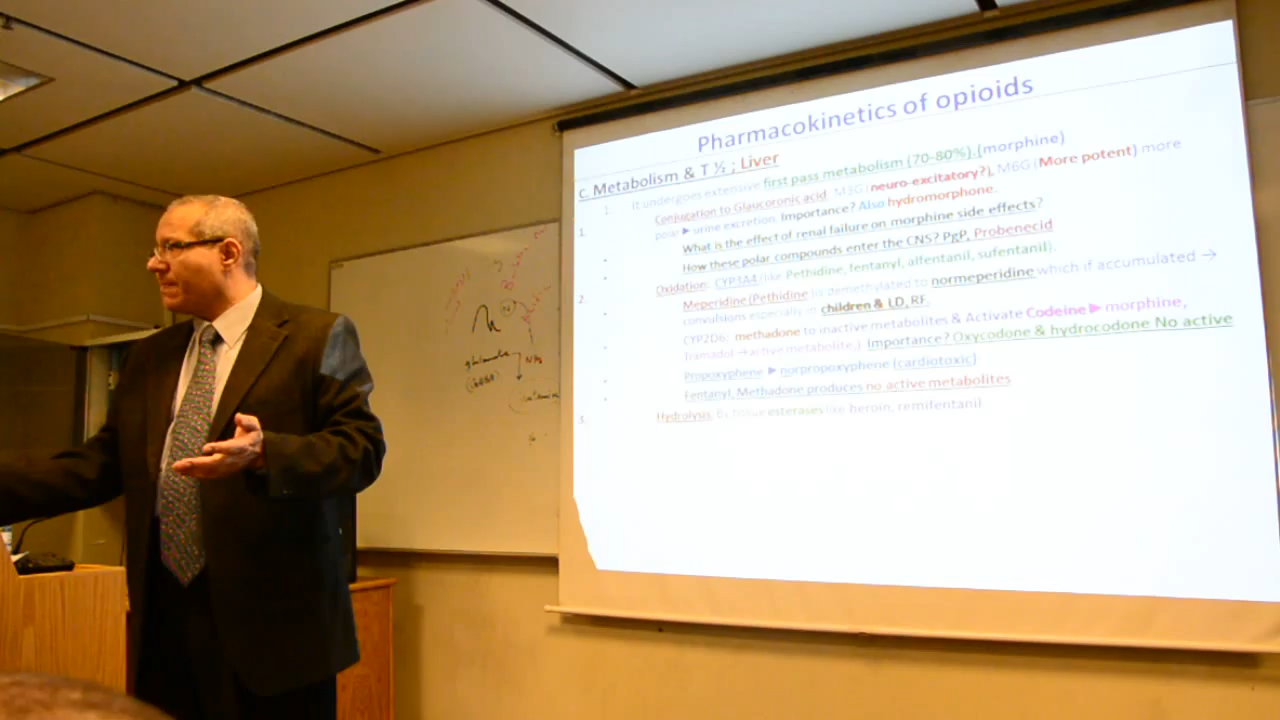 Pharmacokinetics of opioids
C. Metabolism & T ½ ; Liver
1. It undergoes extensive first pass metabolism (70-80%). (morphine)
1. Conjugation to Glaucoronic acid M3G (neuro-excitatory?), M6G (More potent) more
polar ► urine excretion. Importance? Also hydromorphone.
• What is the effect of renal failure on morphine side effects?
• How these polar compounds enter the CNS? PgP, Probenecid
2. Oxidation: CYP3A4 like Pethidine, fentanyl, alfentanil, sufentanil).
• Meperidine (Pethidine) is demethylated to normeperidine which if accumulated →
convulsions especially in children & LD, RF.
• CYP2D6: methadone to inactive metabolites & Activate Codeine ► morphine,
(tramadol →active metabolite,) Importance? Oxycodone & hydrocodone No active
• Propoxyphene ► norpropoxyphene (cardiotoxic)
• Fentanyl, Methadone produces no active metabolites
3. Hydrolysis: By tissue esterases like heroin, remifentanil
NH₂